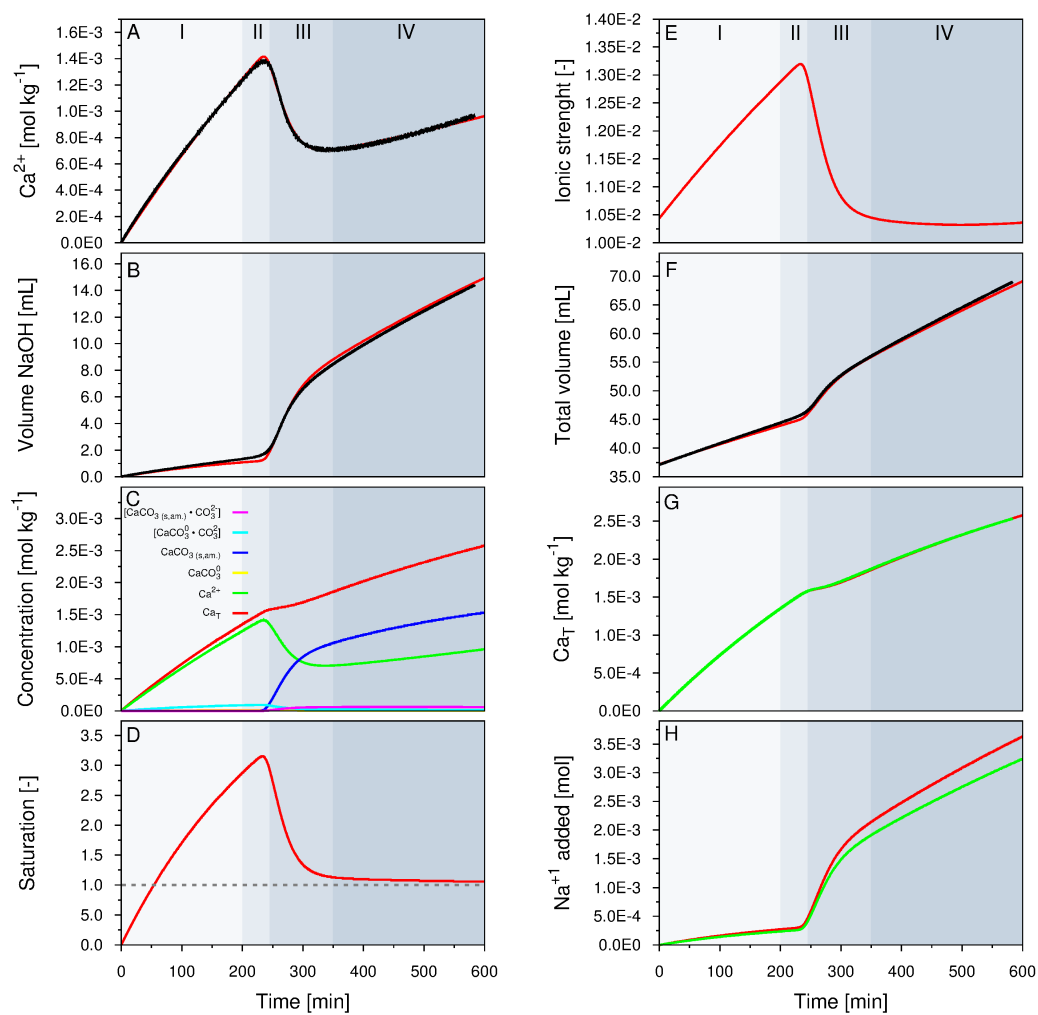 A
I
II
III
IV
Ca2+ [mol kg-1]
1.6E-3
1.4E-3
1.2E-3
1.0E-3
8.0E-4
6.0E-4
4.0E-4
2.0E-4
0.0E0
E
I
II
III
IV
Ionic strenght [-]
1.40E-2
1.35E-2
1.30E-2
1.25E-2
1.20E-2
1.15E-2
1.10E-2
1.05E-2
1.00E-2
B
Volume NaOH [mL]
16.0
14.0
12.0
10.0
8.0
6.0
4.0
2.0
0.0
F
Total volume [mL]
70.0
65.0
60.0
55.0
50.0
45.0
40.0
35.0
C
Concentration [mol kg-1]
3.0E-3
2.5E-3
2.0E-3
1.5E-3
1.0E-3
5.0E-4
0.0E0
[CaCO3 (s,am.) • CO32-]
[CaCO30 • CO32]
CaCO3 (s,am.)
CaCO30
Ca2+
CaT
G
CaT [mol kg-1]
2.5E-3
2.0E-3
1.5E-3
1.0E-3
5.0E-4
0.0E0
D
Saturation [-]
3.5
3.0
2.5
2.0
1.5
1.0
5.0
0.0
0
100
200
300
400
500
600
Time [min]
H
Na+1 added [mol]
3.5E-3
3.0E-3
2.5E-3
2.0E-3
1.5E-3
1.0E-3
5.0E-4
0.0E0
0
100
200
300
400
500
600
Time [min]